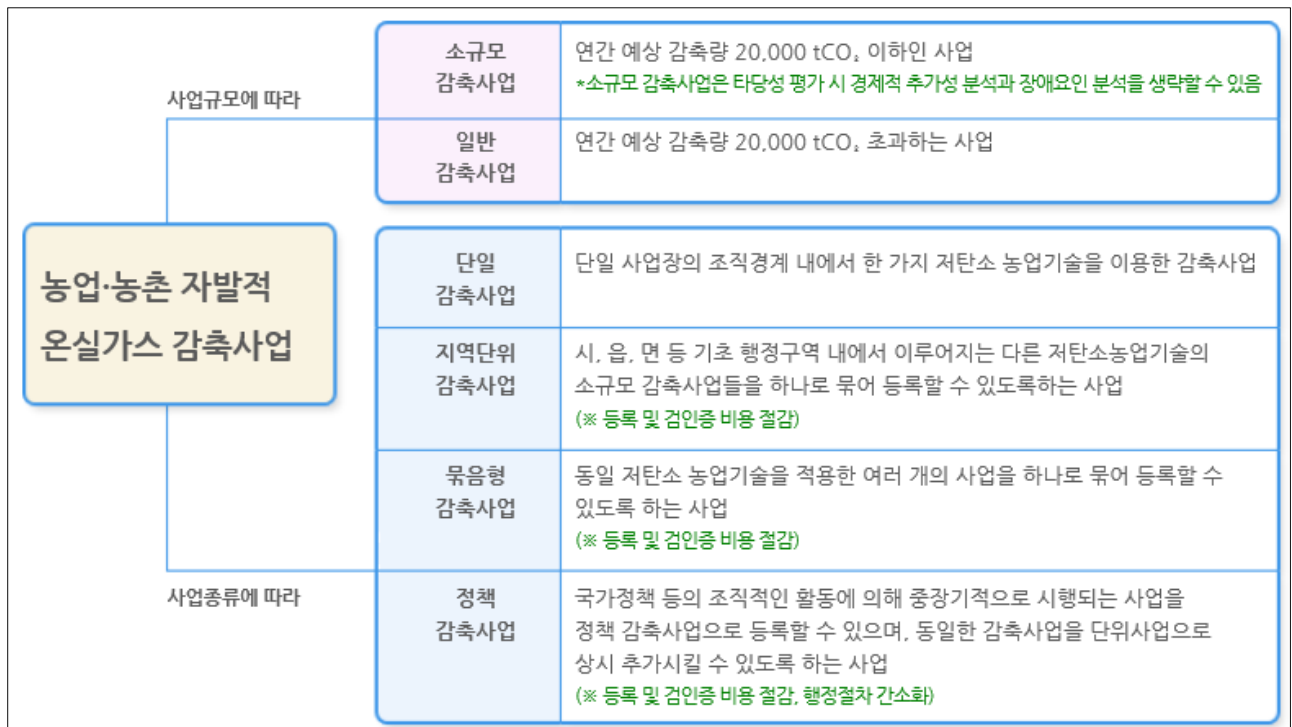 사업규모에 따라
소규모
감축사업
연간 예상 감축량 20,000 tCO₂ 이하인 사업
*소규모 감축사업은 타당성 평가 시 경제적 추가성 분석과 장애요인 분석을 생략할 수 있음
일반
감축사업
연간 예상 감축량 20,000 tCO₂ 초과하는 사업
농업·농촌 자발적
온실가스 감축사업
사업종류에 따라
단일
감축사업
단일 사업장의 조직경계 내에서 한 가지 저탄소 농업기술을 이용한 감축사업
지역단위
감축사업
시, 읍, 면 등 기초 행정구역 내에서 이루어지는 다른 저탄소농업기술의
소규모 감축사업들을 하나로 묶어 등록할 수 있도록하는 사업
(※ 등록 및 검인증 비용 절감)
묶음형
감축사업
동일 저탄소 농업기술을 적용한 여러 개의 사업을 하나로 묶어 등록할 수
있도록 하는 사업
(※ 등록 및 검인증 비용 절감)
정책
감축사업
국가정책 등의 조직적인 활동에 의해 중장기적으로 시행되는 사업을
정책 감축사업으로 등록할 수 있으며, 동일한 감축사업을 단위사업으로
상시 추가시킬 수 있도록 하는 사업
(※ 등록 및 검인증 비용 절감, 행정절차 간소화)